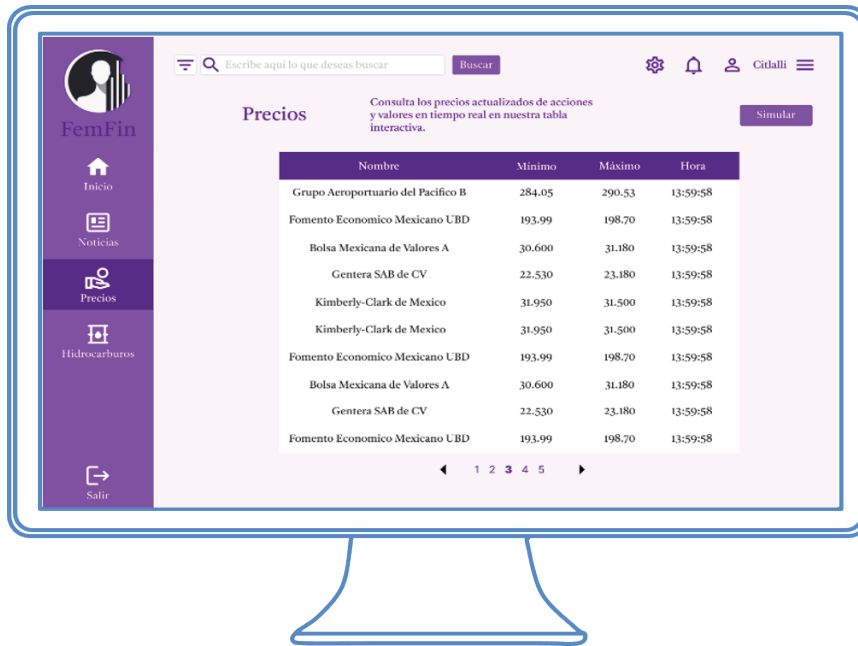 Escribe aquí lo que deseas buscar
Buscar
Citlalli
FemFin
Inicio
Noticias
Precios
Hidrocarburos
Salir
Precios
Consulta los precios actualizados de acciones
y valores en tiempo real en nuestra tabla
interactiva.
Simular
Nombre Mínimo Máximo Hora
Grupo Aeroportuario del Pacifico B 284.05 290.53 13:59:58
Fomento Economico Mexicano UBD 193.99 198.70 13:59:58
Bolsa Mexicana de Valores A 30.600 31.180 13:59:58
Gentera SAB de CV 22.530 23.180 13:59:58
Kimberly-Clark de Mexico 31.950 31.500 13:59:58
Kimberly-Clark de Mexico 31.950 31.500 13:59:58
Fomento Economico Mexicano UBD 193.99 198.70 13:59:58
Bolsa Mexicana de Valores A 30.600 31.180 13:59:58
Gentera SAB de CV 22.530 23.180 13:59:58
Fomento Economico Mexicano UBD 193.99 198.70 13:59:58
1 2 3 4 5